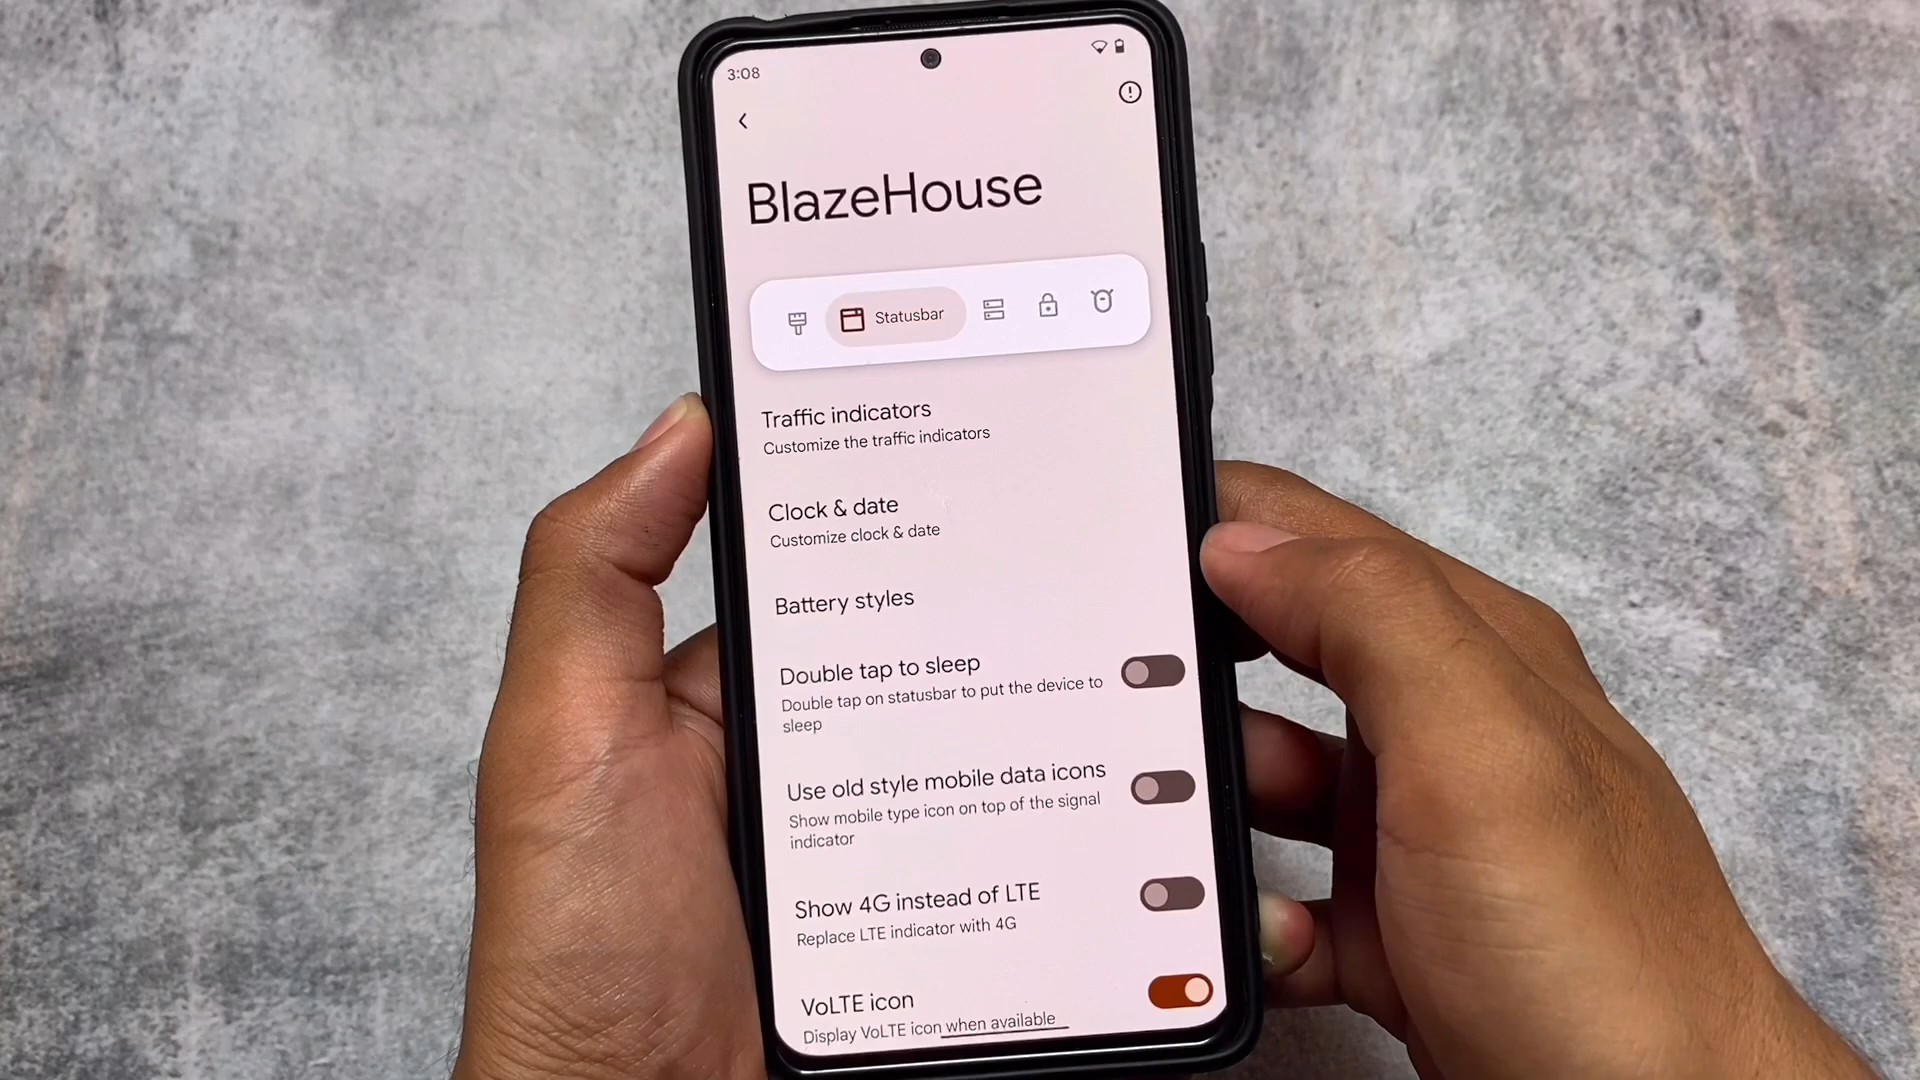 3:08
BlazeHouse
Statusbar
Traffic indicators
Customize the traffic indicators
Clock & date
Customize clock & date
Battery styles
Double tap to sleep
Double tap on statusbar to put the device to
sleep
Use old style mobile data icons
Show mobile type icon on top of the signal
indicator
Show 4G instead of LTE
Replace LTE indicator with 4G
VoLTE icon
Display VoLTE icon when available